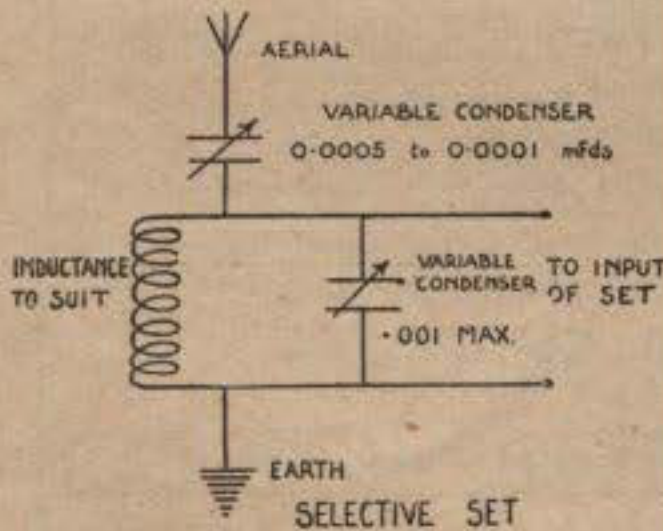 AERIAL
VARIABLE CONDENSER
0·0005 to 0·0001 mfds
INDUCTANCE
TO SUIT
VARIABLE
CONDENSER
·001 MAX.
TO INPUT
OF SET
EARTH
SELECTIVE SET